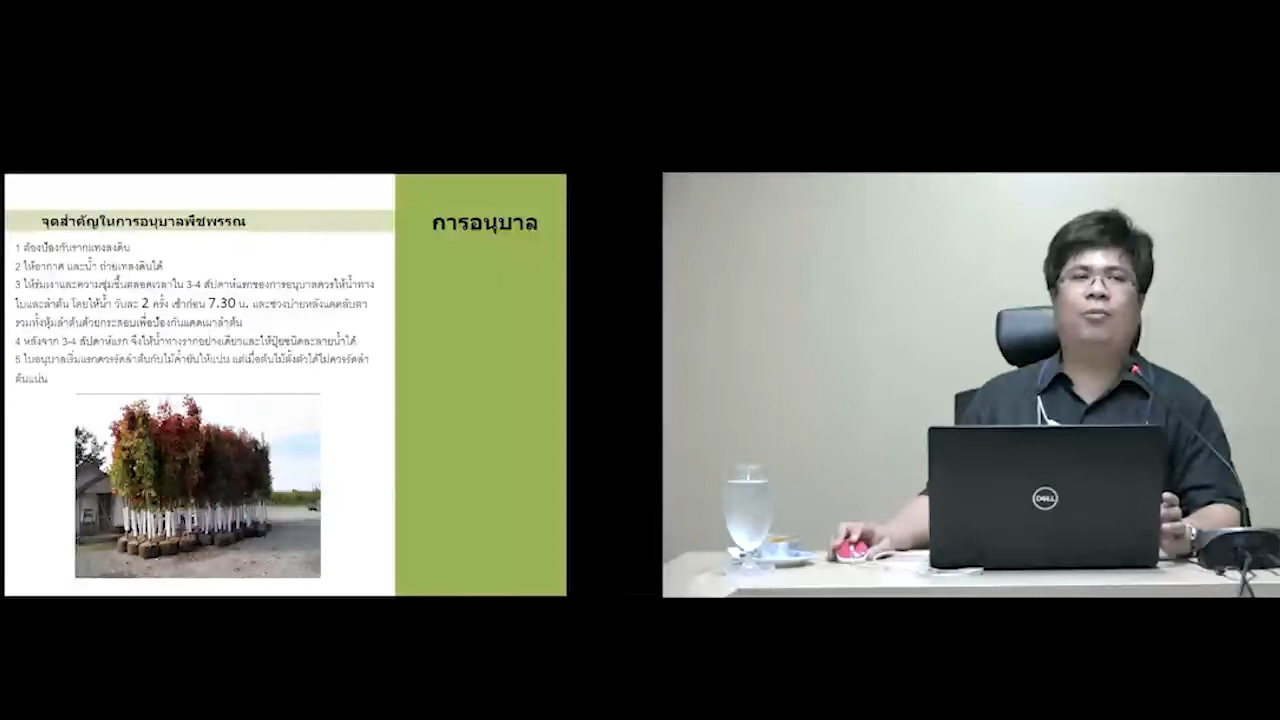 จุดสำคัญในการอนุบาลพืชพรรณ
การอนุบาล
1 ต้องป้องกันรากแทงลงดิน
2 ให้อากาศ และน้ำ ถ่ายเทลงดินได้
3 ให้ร่มเงาและความชุ่มชื้นตลอดเวลาใน 3-4 สัปดาห์แรกของการอนุบาลควรให้น้ำทาง
ใบและลำต้น โดยให้น้ำ วันละ 2 ครั้ง เช้าก่อน 7.30 น. และช่วงบ่ายหลังแดดลับตา
รวมทั้งหุ้มลำต้นด้วยกระสอบเพื่อป้องกันแดดเผาลำต้น
4 หลังจาก 3-4 สัปดาห์แรก จึงให้น้ำทางรากอย่างเดียวและให้ปุ๋ยชนิดละลายน้ำได้
5 ในอนุบาลเริ่มแรกควรรัดลำต้นกับไม้ค้ำยันให้แน่น แต่เมื่อต้นไม้ตั้งตัวได้ไม่ควรรัดลำ
ต้นแน่น
DELL